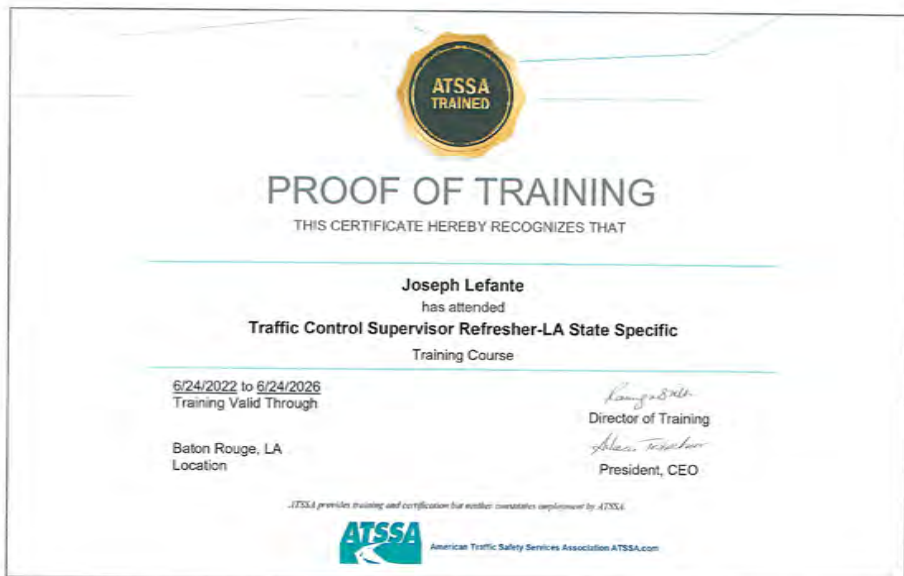 ATSSA
TRAINED
PROOF OF TRAINING
THIS CERTIFICATE HEREBY RECOGNIZES THAT
Joseph Lefante
has attended
Traffic Control Supervisor Refresher-LA State Specific
Training Course
6/24/2022 to 6/24/2026
Training Valid Through
Director of Training
Baton Rouge, LA
Location
President, CEO
ATSSA provides training and certification but neither constitutes employment by ATSSA.
ATSSA
American Traffic Safety Services Association ATSSA.com